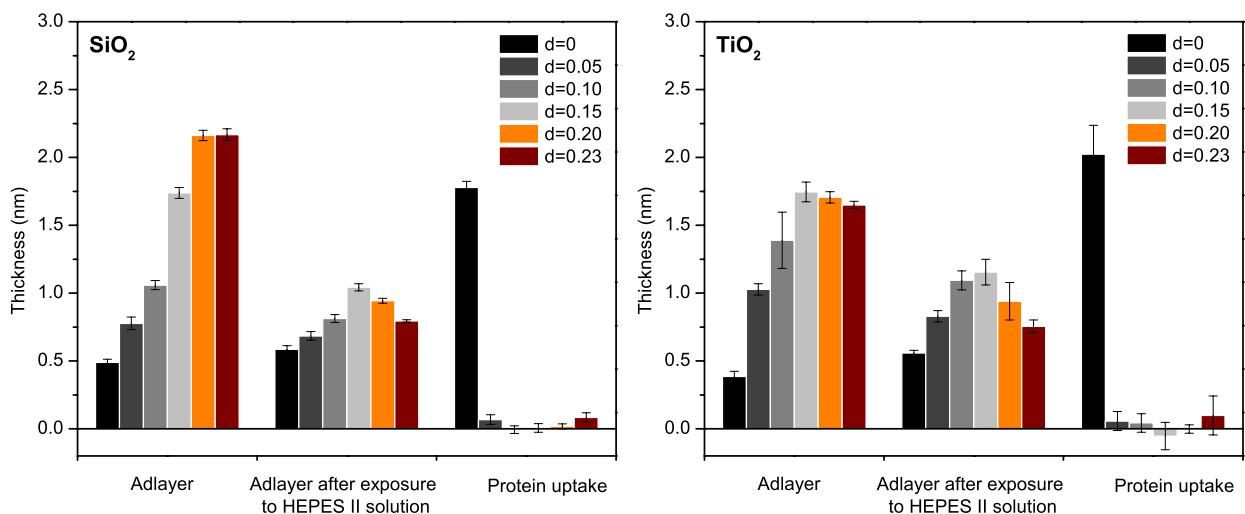 SiO2
d=0
d=0.05
d=0.10
d=0.15
d=0.20
d=0.23
Thickness (nm)
3.0
2.5
2.0
1.5
1.0
0.5
0.0
Adlayer
Adlayer after exposure
to HEPES II solution
Protein uptake
TiO2
d=0
d=0.05
d=0.10
d=0.15
d=0.20
d=0.23
Thickness (nm)
3.0
2.5
2.0
1.5
1.0
0.5
0.0
Adlayer
Adlayer after exposure
to HEPES II solution
Protein uptake